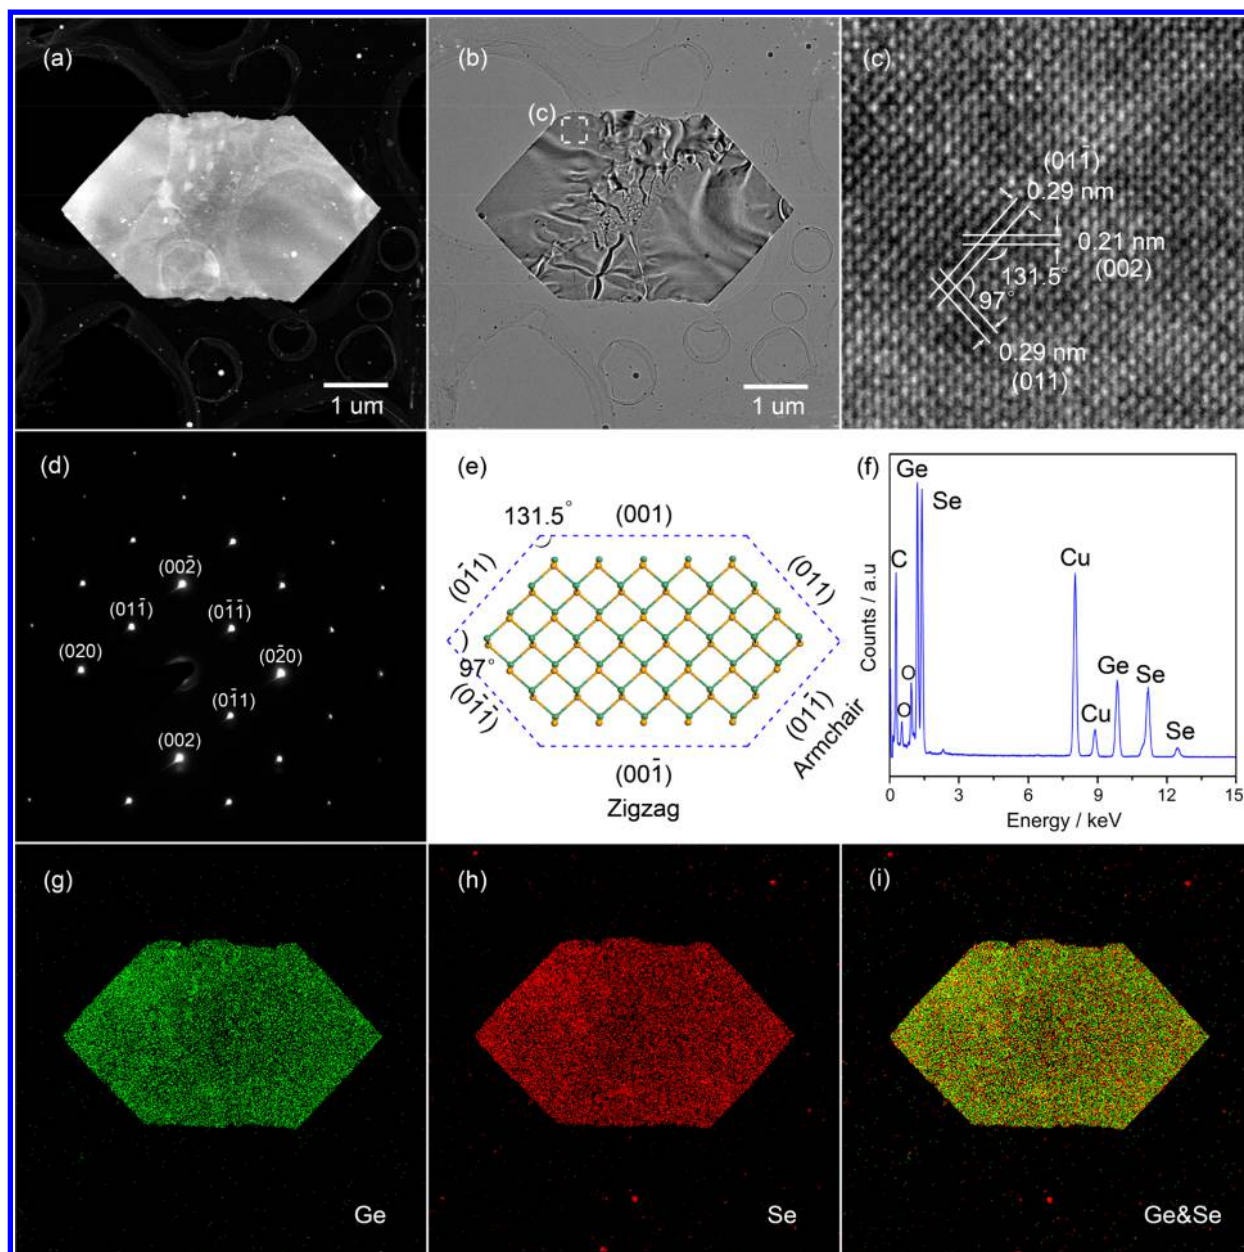 (a)
1 um
(b)
(c)
1 um
(c)
(011̄)
0.29 nm
0.21 nm
(002)
131.5°
97°
0.29 nm
(011)
(d)
(002̄)
(011̄)
(01̄1̄)
(020)
(02̄0)
(01̄1)
(002)
(e)
131.5°
(001)
(01̄1)
(011)
97°
(01̄1̄)
(011̄)
Armchair
(001̄)
Zigzag
(f)
Ge
Se
C
Cu
O
O
Ge
Se
Cu
Se
Counts / a.u
0
3
6
9
12
15
Energy / keV
(g)
Ge
(h)
Se
(i)
Ge&Se